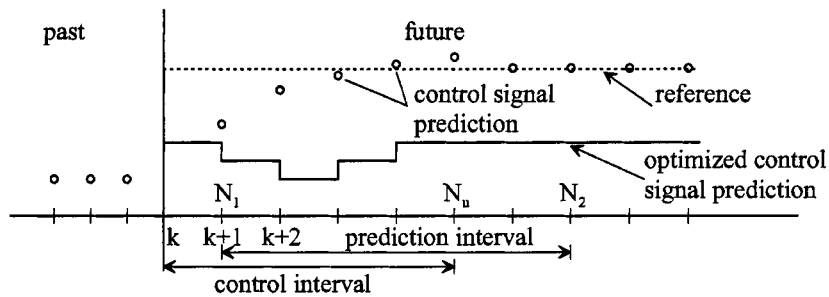 past
future
control signal
prediction
reference
optimized control
signal prediction
N₁
Nᵤ
N₂
k
k+1
k+2
prediction interval
control interval